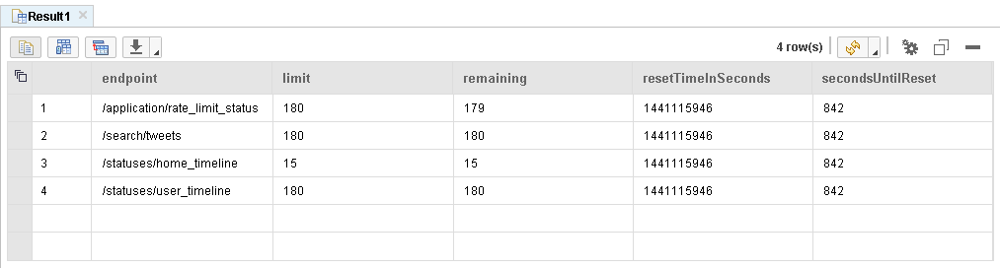 Result1
4 row(s)
endpoint limit remaining resetTimeInSeconds secondsUntilReset
1 /application/rate_limit_status 180 179 1441115946 842
2 /search/tweets 180 180 1441115946 842
3 /statuses/home_timeline 15 15 1441115946 842
4 /statuses/user_timeline 180 180 1441115946 842